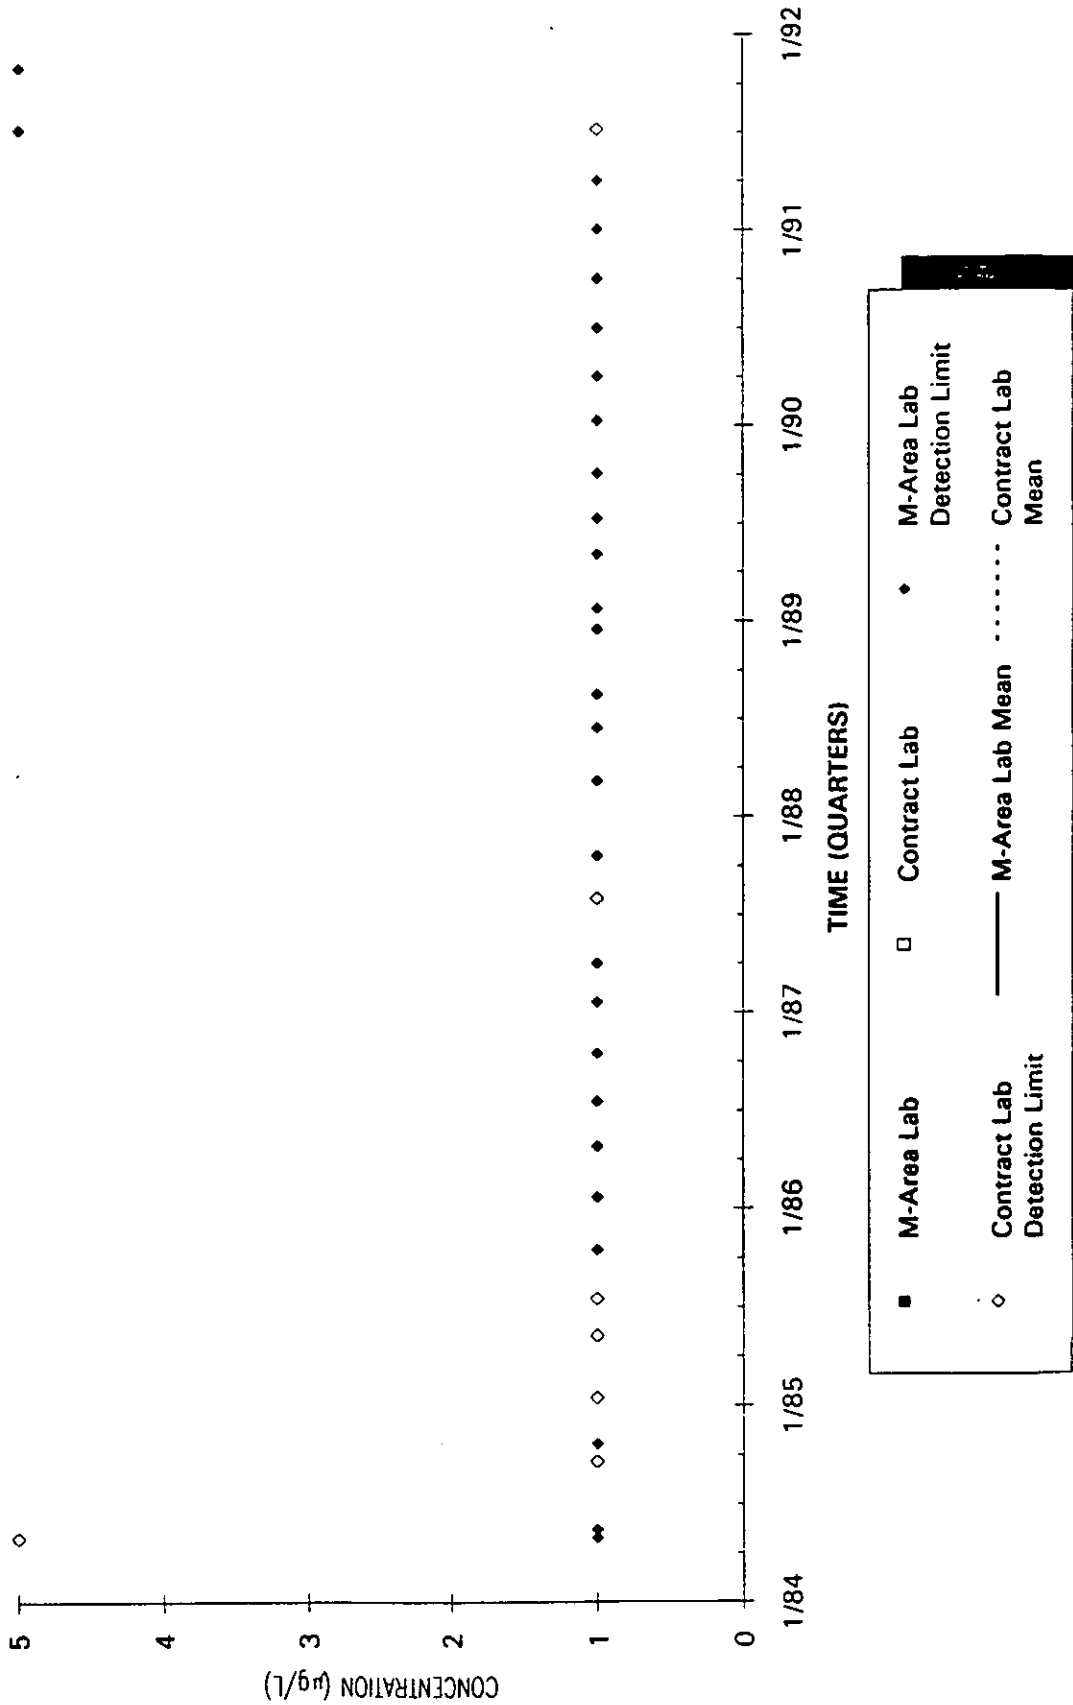 CONCENTRATION (µg/L)
5
4
3
2
1
0
1/84
1/85
1/86
1/87
1/88
1/89
1/90
1/91
1/92
TIME (QUARTERS)
M-Area Lab
Contract Lab
M-Area Lab
Detection Limit
Contract Lab
Detection Limit
M-Area Lab Mean
Contract Lab
Mean